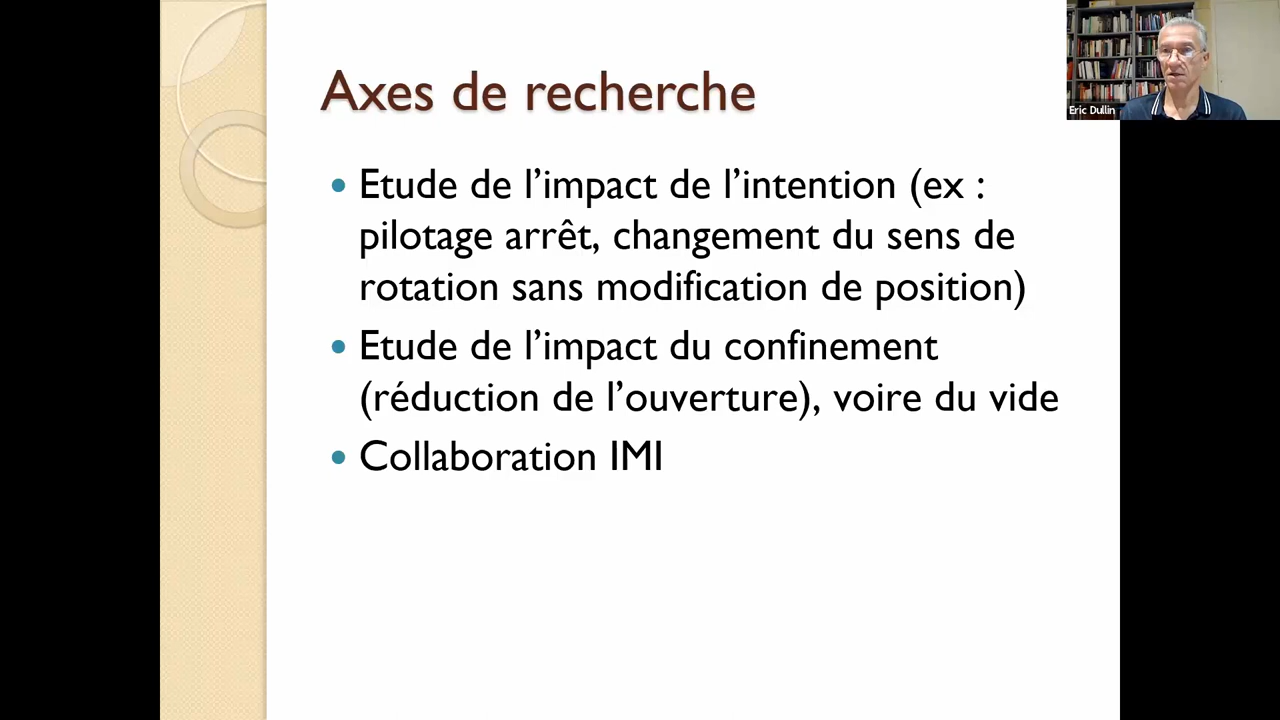 Axes de recherche
Eric Dullin
• Etude de l’impact de l’intention (ex :
pilotage arrêt, changement du sens de
rotation sans modification de position)
• Etude de l’impact du confinement
(réduction de l’ouverture), voire du vide
• Collaboration IMI